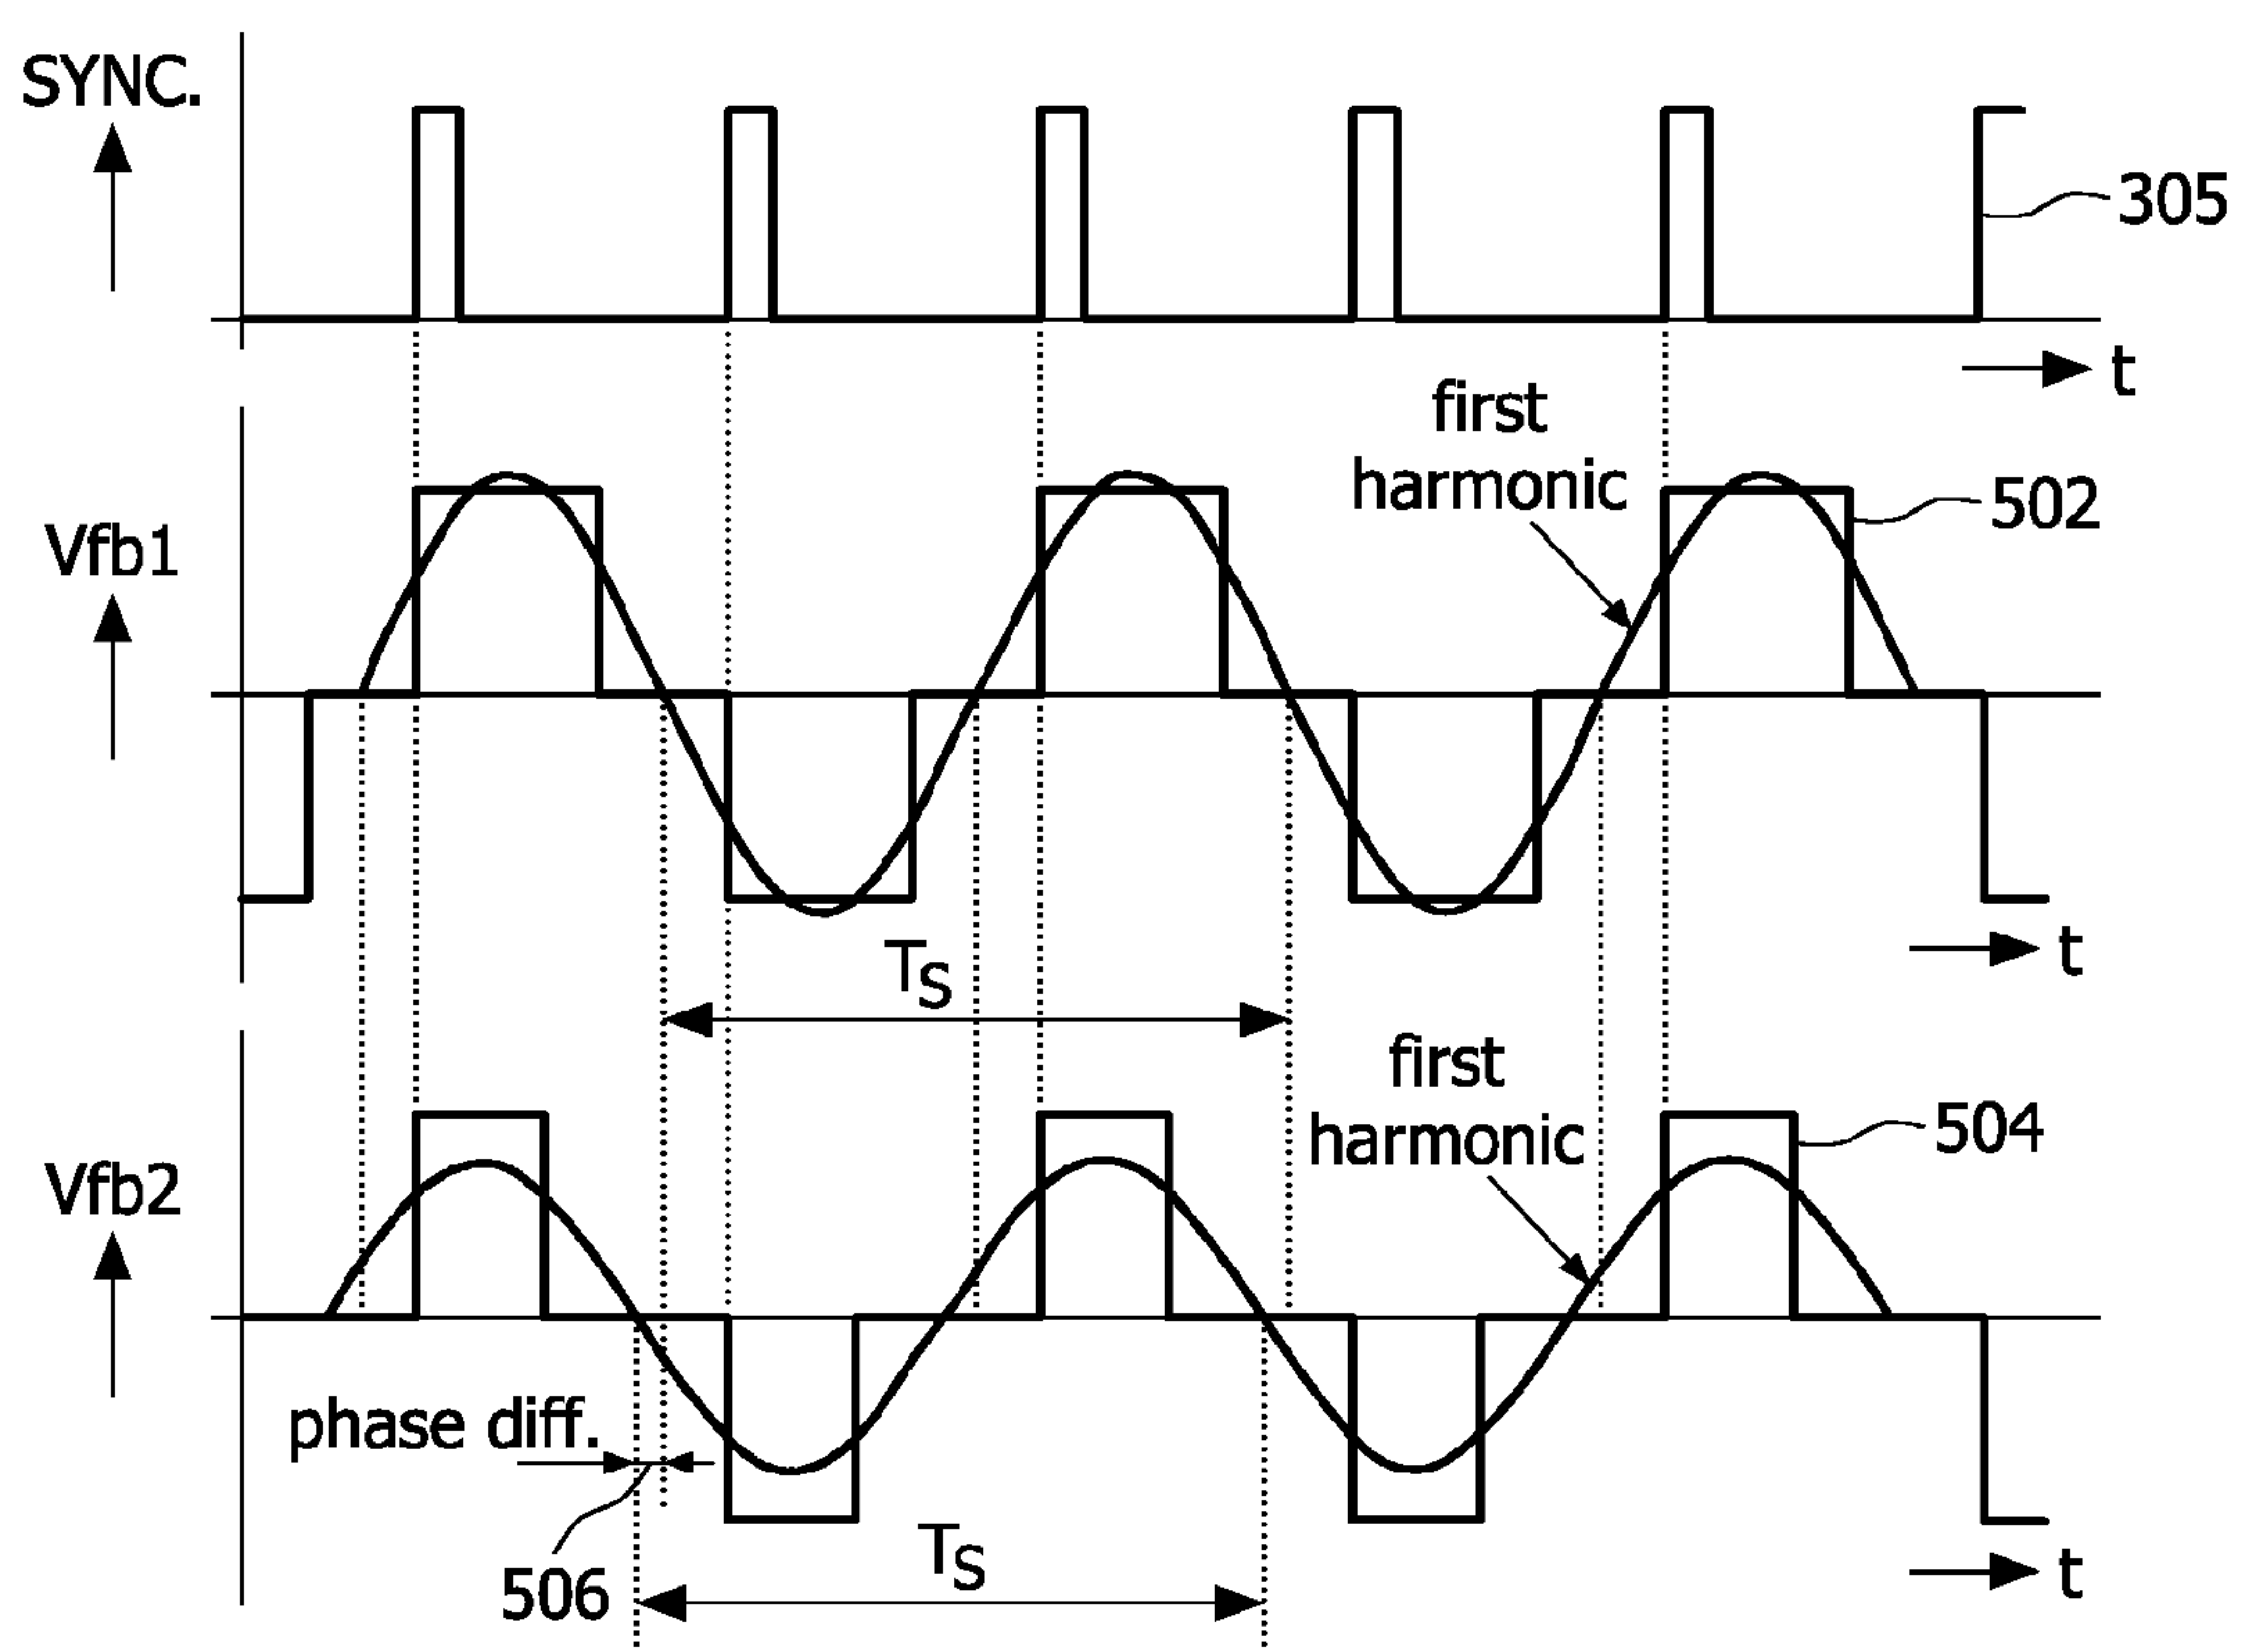 SYNC.
305
t
first
harmonic
502
Vfb1
t
TS
first
harmonic
504
Vfb2
phase diff.
506
TS
t